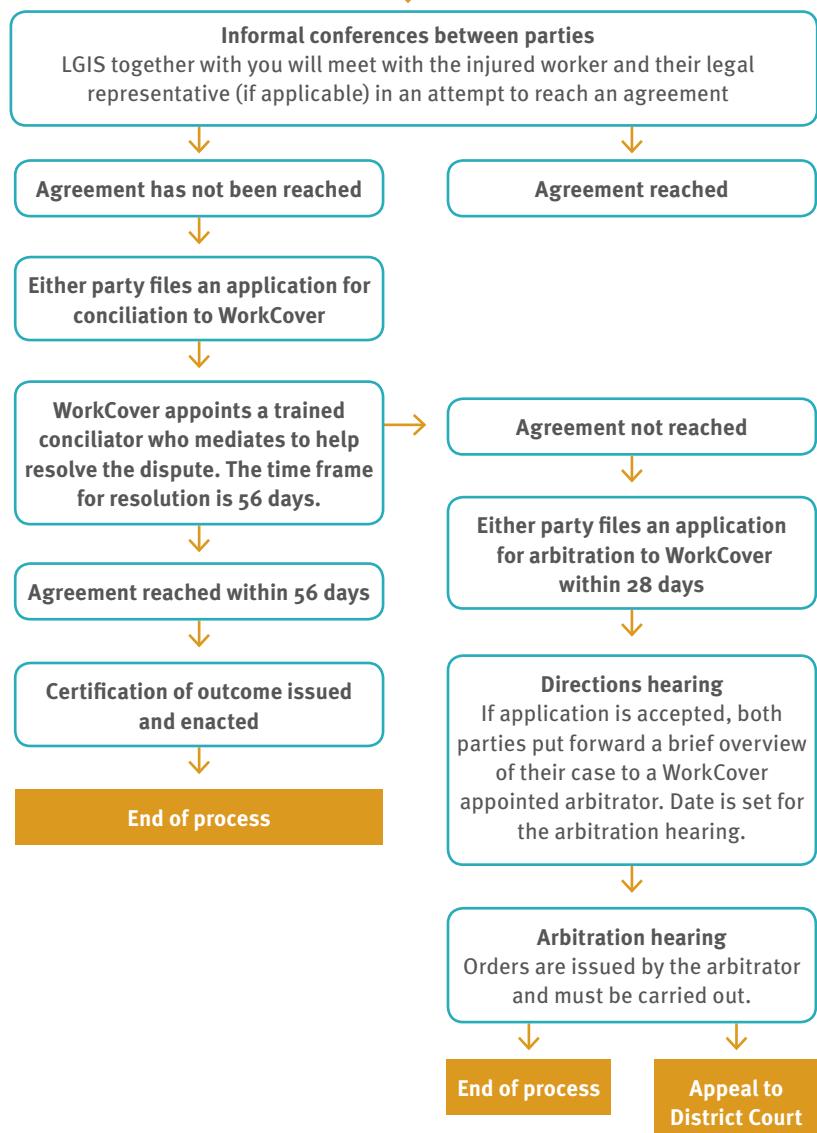 Informal conferences between parties
LGIS together with you will meet with the injured worker and their legal
representative (if applicable) in an attempt to reach an agreement
Agreement has not been reached
Agreement reached
Either party files an application for
conciliation to WorkCover
WorkCover appoints a trained
conciliator who mediates to help
resolve the dispute. The time frame
for resolution is 56 days.
Agreement not reached
Either party files an application
for arbitration to WorkCover
within 28 days
Agreement reached within 56 days
Certification of outcome issued
and enacted
End of process
Directions hearing
If application is accepted, both
parties put forward a brief overview
of their case to a WorkCover
appointed arbitrator. Date is set for
the arbitration hearing.
Arbitration hearing
Orders are issued by the arbitrator
and must be carried out.
End of process
Appeal to
District Court